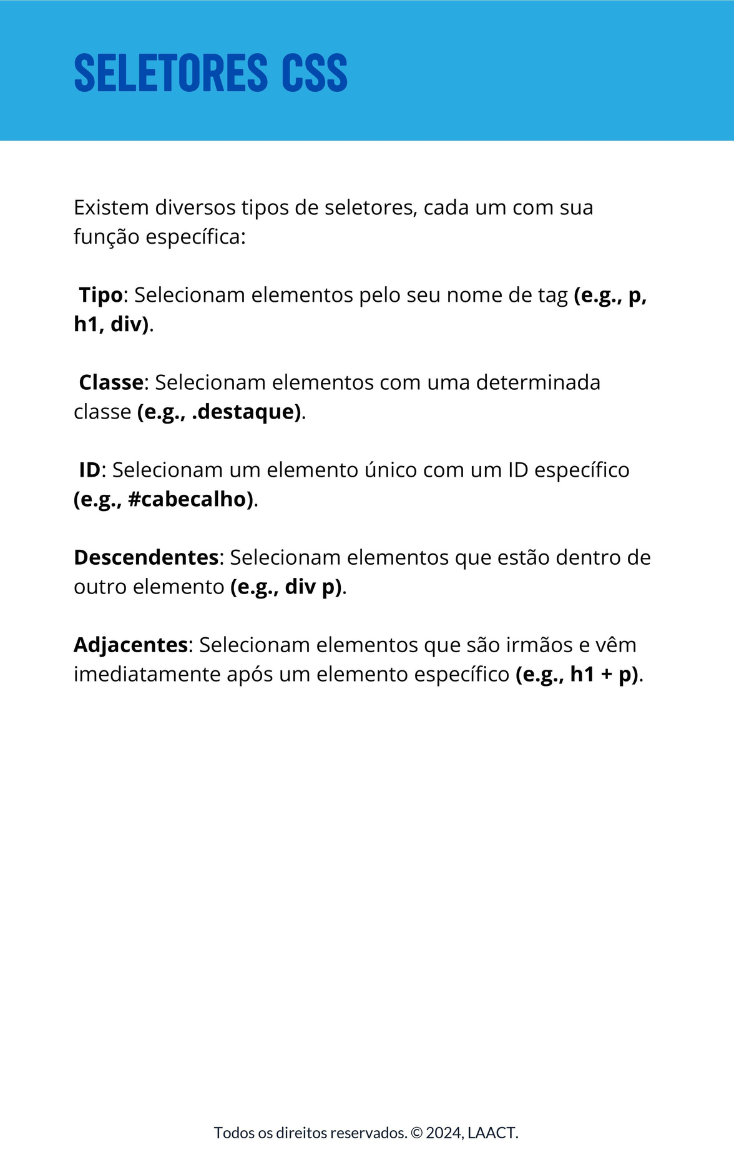 SELETORES CSS
Existem diversos tipos de seletores, cada um com sua
função específica:
Tipo: Selecionam elementos pelo seu nome de tag (e.g., p,
h1, div).
Classe: Selecionam elementos com uma determinada
classe (e.g., .destaque).
ID: Selecionam um elemento único com um ID específico
(e.g., #cabecalho).
Descendentes: Selecionam elementos que estão dentro de
outro elemento (e.g., div p).
Adjacentes: Selecionam elementos que são irmãos e vêm
imediatamente após um elemento específico (e.g., h1 + p).
Todos os direitos reservados. © 2024, LAACT.